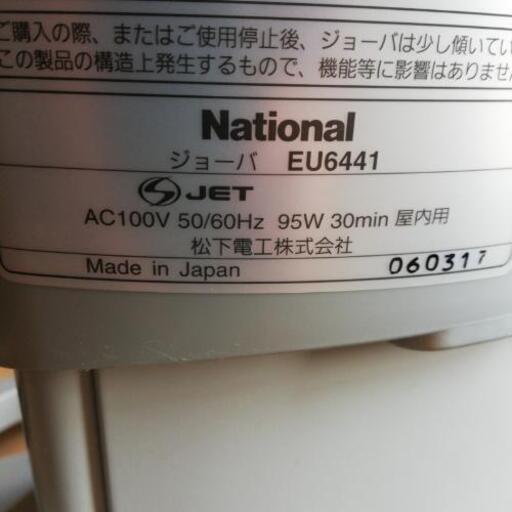 ご購入の際、またはご使用停止後、ジョーバは少し傾いてい
この製品の構造上発生するもので、機能等に影響はありませ
National
ジョーバ EU6441
JET
AC100V 50/60Hz 95W 30min 屋内用
松下電工株式会社
Made in Japan 060317